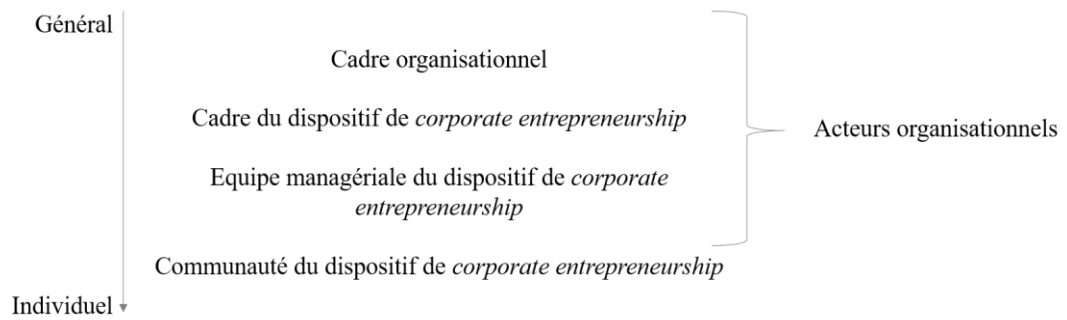 Général
Cadre organisationnel
Cadre du dispositif de corporate entrepreneurship
Acteurs organisationnels
Equipe managériale du dispositif de corporate
entrepreneurship
Communauté du dispositif de corporate entrepreneurship
Individuel